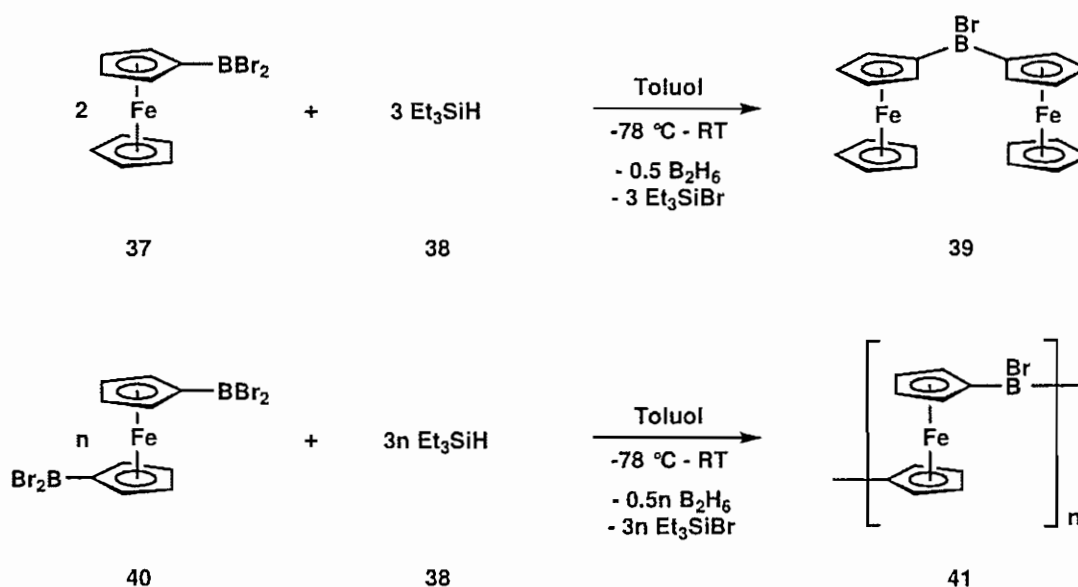 BBr₂
2 Fe + 3 Et₃SiH
Toluol
-78 °C - RT
- 0.5 B₂H₆
- 3 Et₃SiBr
Br
B
Fe Fe
37 38 39
BBr₂
n Fe + 3n Et₃SiH
Br₂B
Toluol
-78 °C - RT
- 0.5n B₂H₆
- 3n Et₃SiBr
Br
B
Fe
n
40 38 41